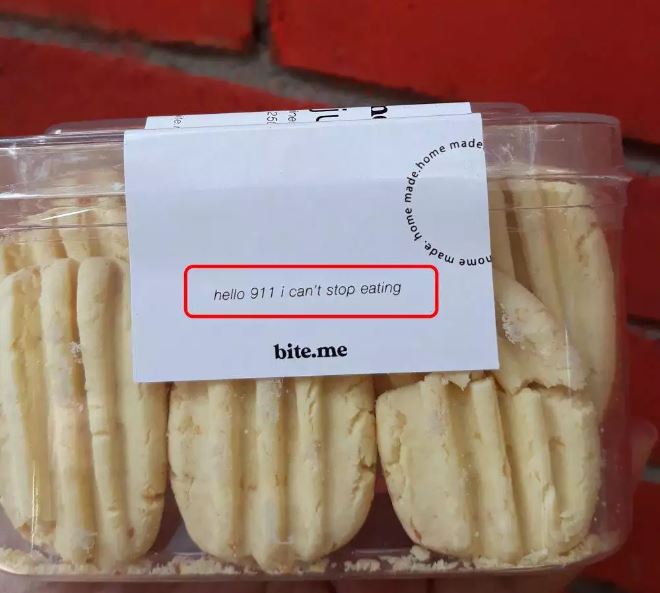 home made. home made. home made
hello 911 i can't stop eating
bite.me